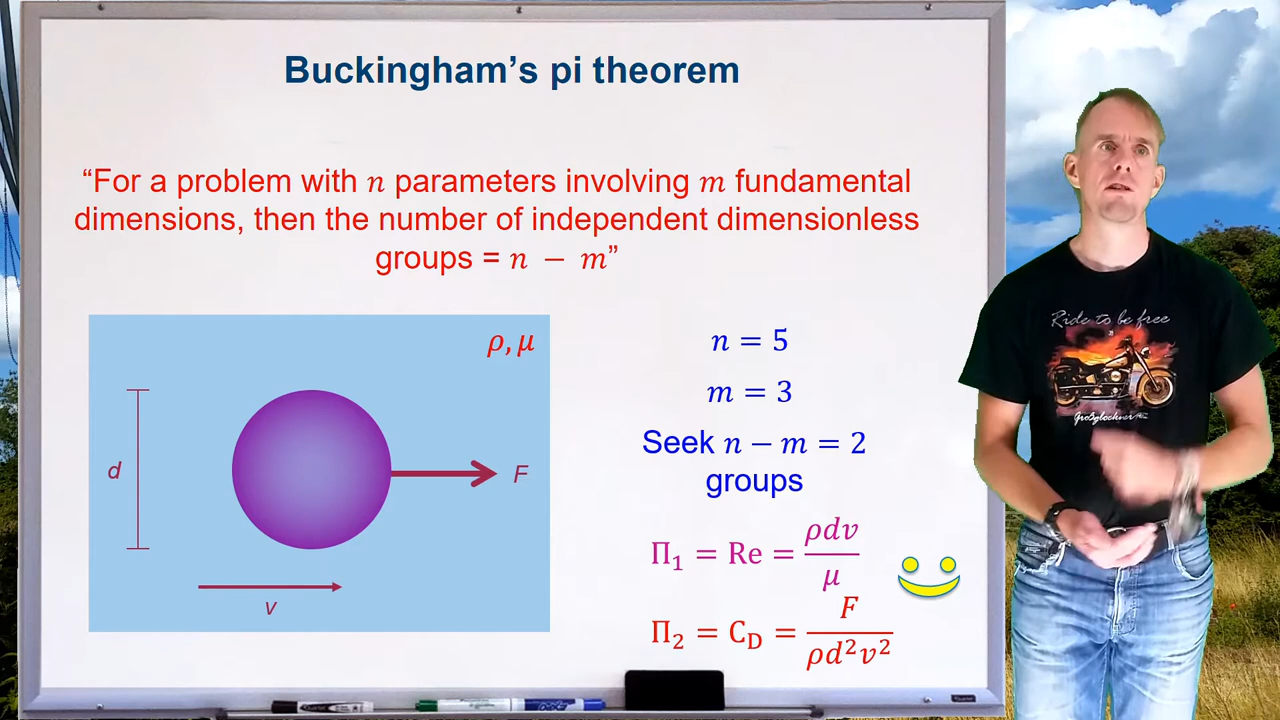 Buckingham’s pi theorem
“For a problem with n parameters involving m fundamental
dimensions, then the number of independent dimensionless
groups = n − m”
ρ, μ
d
F
v
n = 5
m = 3
Seek n − m = 2
groups
Π₁ = Re = ρdv / μ
Π₂ = C_D = F / ρd²v²
Ride to be free
Großglockner